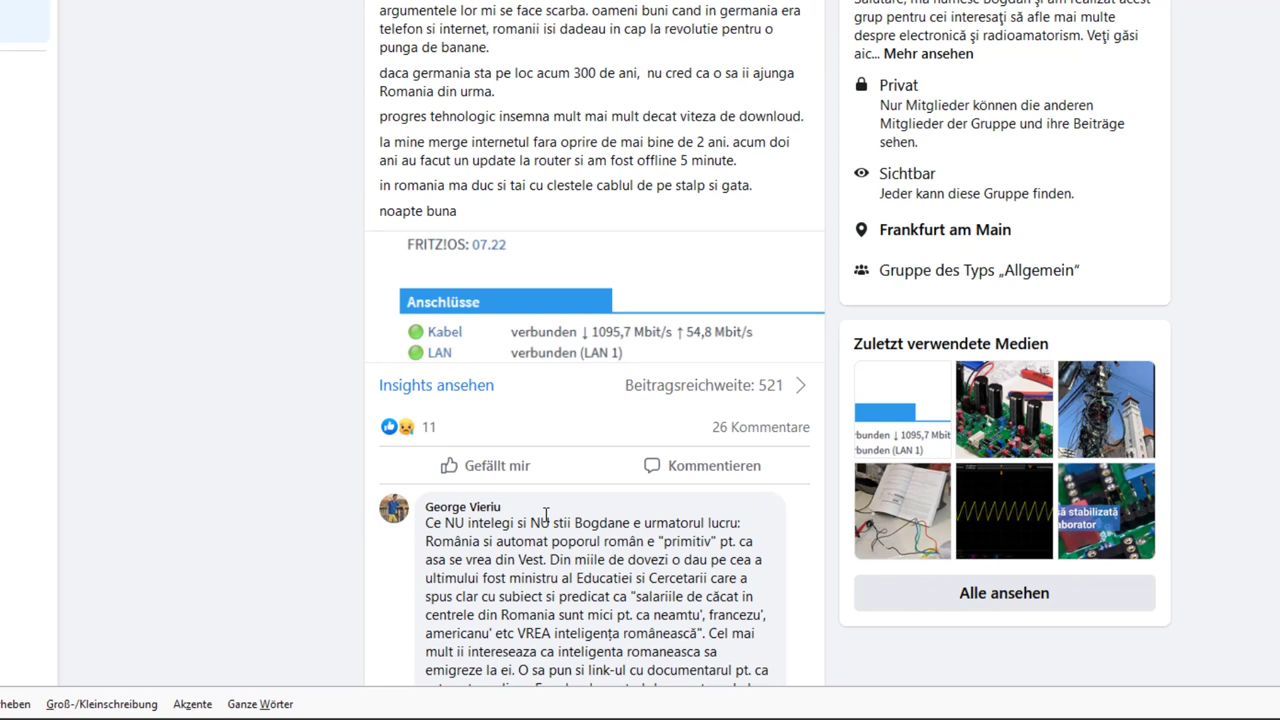 argumentele lor mi se face scarba. oameni buni cand in germania era
telefon si internet, romanii isi dadeau in cap la revolutie pentru o
punga de banane.
daca germania sta pe loc acum 300 de ani, nu cred ca o sa ii ajunga
Romania din urma.
progres tehnologic insemna mult mai mult decat viteza de downloud.
la mine merge internetul fara oprire de mai bine de 2 ani. acum doi
ani au facut un update la router si am fost offline 5 minute.
in romania ma duc si tai cu clestele cablul de pe stalp si gata.
noapte buna
FRITZ!OS: 07.22
Anschlüsse
Kabel verbunden ↓ 1095,7 Mbit/s ↑ 54,8 Mbit/s
LAN verbunden (LAN 1)
Insights ansehen Beitragsreichweite: 521
11 26 Kommentare
Gefällt mir Kommentieren
George Vieriu
Ce NU intelegi si NU stii Bogdane e urmatorul lucru:
România si automat poporul român e "primitiv" pt. ca
asa se vrea din Vest. Din miile de dovezi o dau pe cea a
ultimului fost ministru al Educatiei si Cercetarii care a
spus clar cu subiect si predicat ca "salariile de căcat in
centrele din Romania sunt mici pt. ca neamtu', francezu',
americanu' etc VREA inteligența românească". Cel mai
mult ii intereseaza ca inteligenta romaneasca sa
emigreze la ei. O sa pun si link-ul cu documentarul pt. ca
grup pentru cei interesaţi să afle mai multe
despre electronică şi radioamatorism. Veţi găsi
aic... Mehr ansehen
Privat
Nur Mitglieder können die anderen
Mitglieder der Gruppe und ihre Beiträge
sehen.
Sichtbar
Jeder kann diese Gruppe finden.
Frankfurt am Main
Gruppe des Typs „Allgemein“
Zuletzt verwendete Medien
rbunden ↓ 1095,7 Mbit
rbunden (LAN 1)
să stabilizată
aborator
Alle ansehen
rheben Groß-/Kleinschreibung Akzente Ganze Wörter